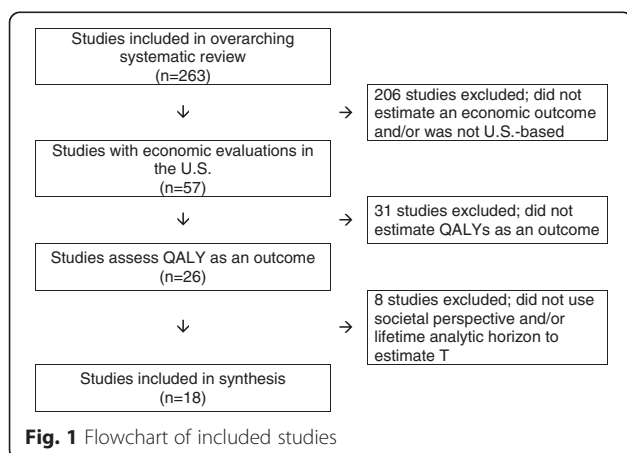 Studies included in overarching
systematic review
(n=263)
↓
→
206 studies excluded; did not
estimate an economic outcome
and/or was not U.S.-based
Studies with economic evaluations in
the U.S.
(n=57)
↓
→
31 studies excluded; did not
estimate QALYs as an outcome
Studies assess QALY as an outcome
(n=26)
↓
→
8 studies excluded; did not use
societal perspective and/or
lifetime analytic horizon to
estimate T
Studies included in synthesis
(n=18)
Fig. 1 Flowchart of included studies